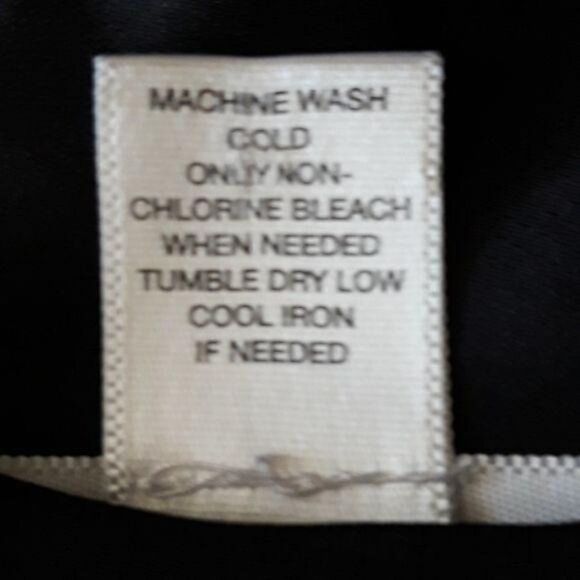 MACHINE WASH
COLD
ONLY NON-
CHLORINE BLEACH
WHEN NEEDED
TUMBLE DRY LOW
COOL IRON
IF NEEDED